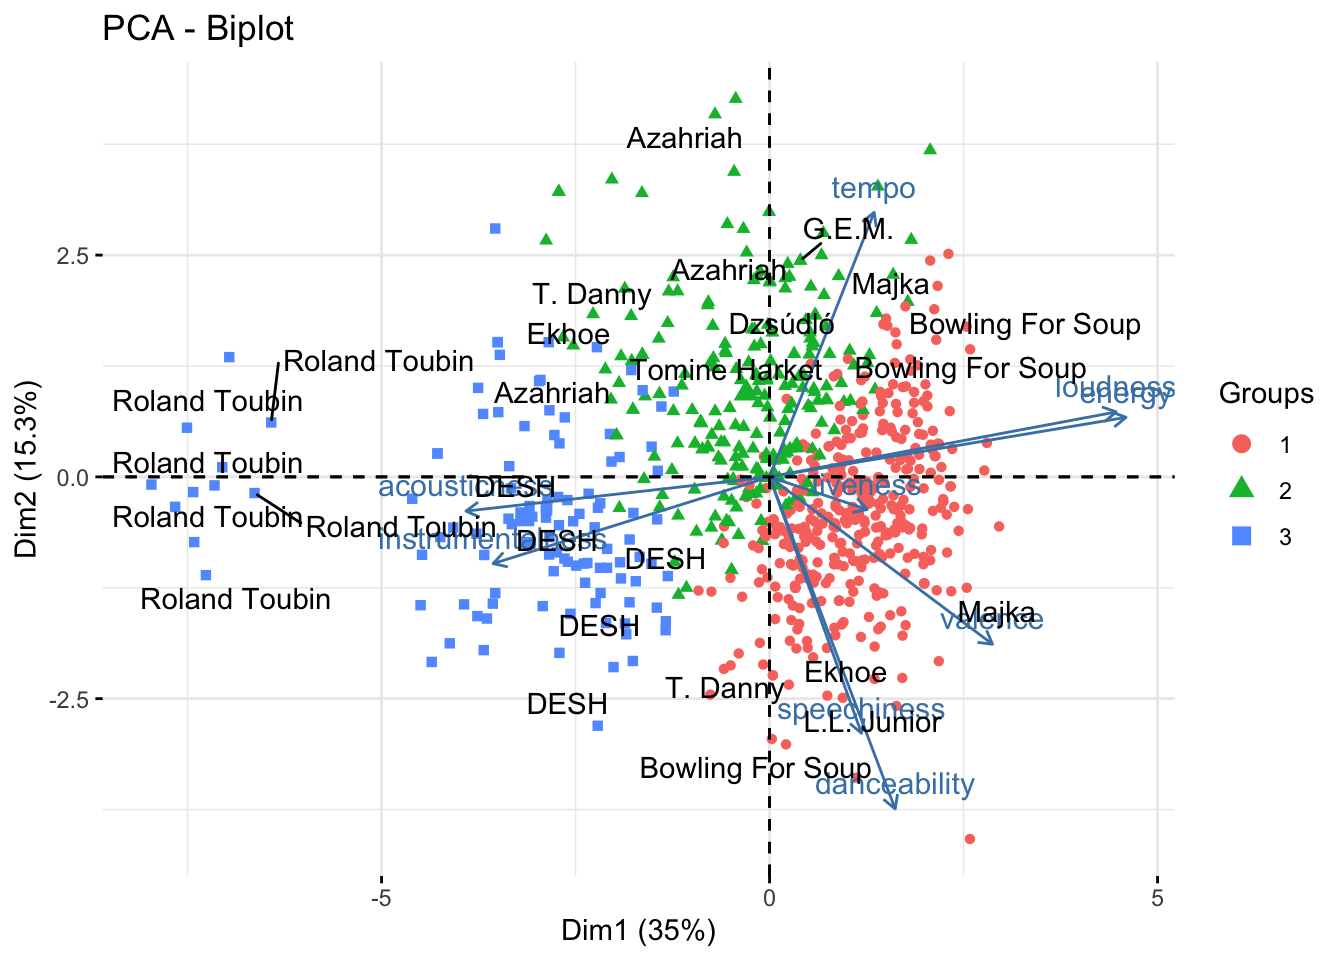 PCA - Biplot
Azahriah
tempo
G.E.M.
2.5
Azahriah
T. Danny
Majka
Dzsúdló
Bowling For Soup
Ekhoe
Roland Toubin
Tomine Harket
Bowling For Soup
Roland Toubin
Azahriah
loudness
energy
Groups
1
2
3
Roland Toubin
0.0
acousticness
DESH
liveness
Roland Toubin
Roland Toubin
instrumentalness
DESH
DESH
Roland Toubin
Majka
valence
DESH
Ekhoe
T. Danny
-2.5
DESH
speechiness
L.L. Junior
Bowling For Soup
danceability
-5
0
5
Dim1 (35%)
Dim2 (15.3%)